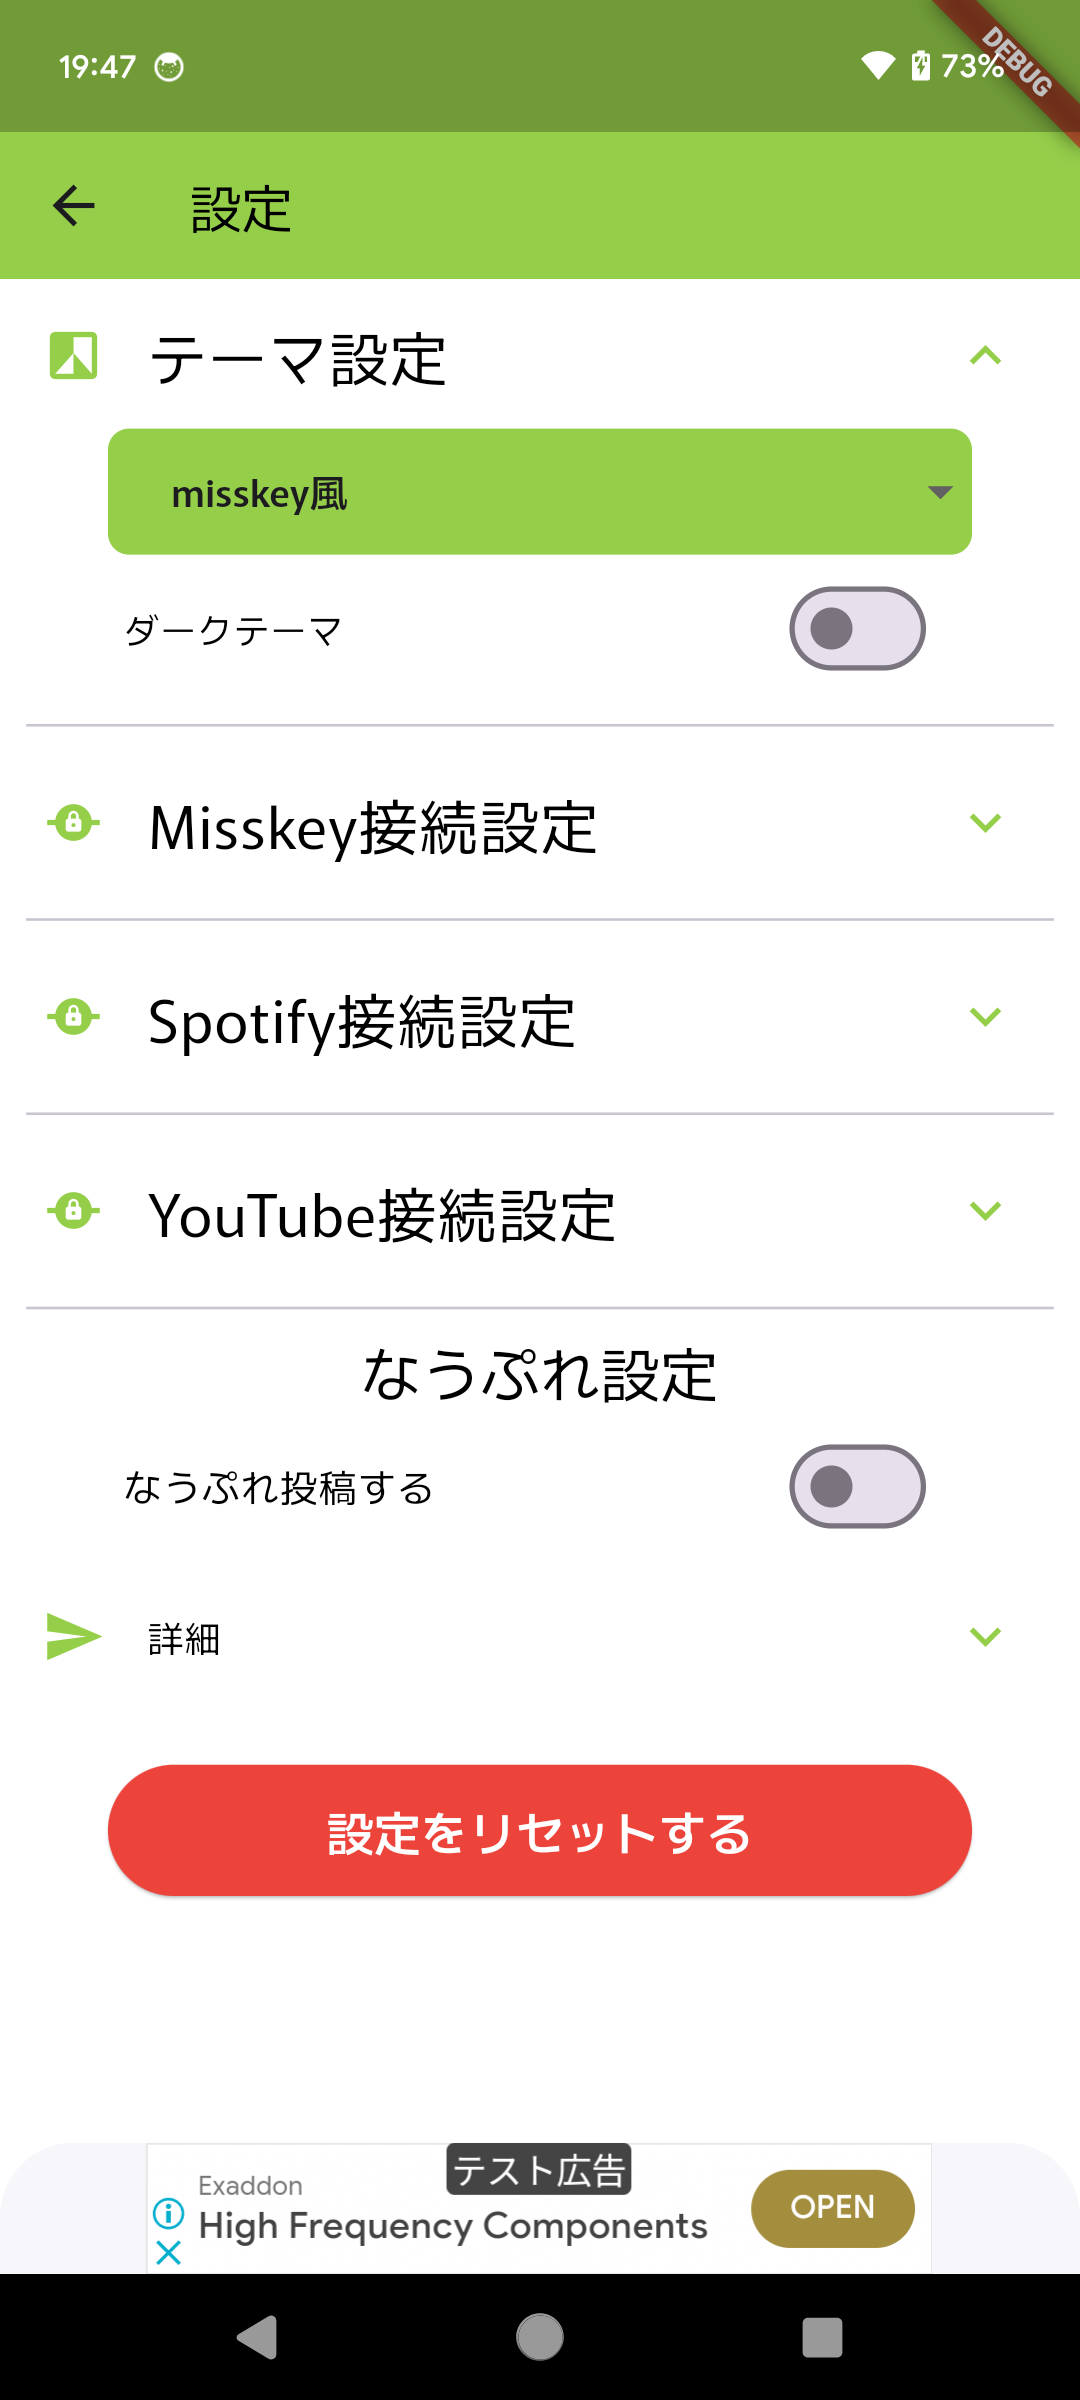 19:47
73%
DEBUG
設定
テーマ設定
misskey風
ダークテーマ
Misskey接続設定
Spotify接続設定
YouTube接続設定
なうぷれ設定
なうぷれ投稿する
詳細
設定をリセットする
テスト広告
Exaddon
High Frequency Components
OPEN